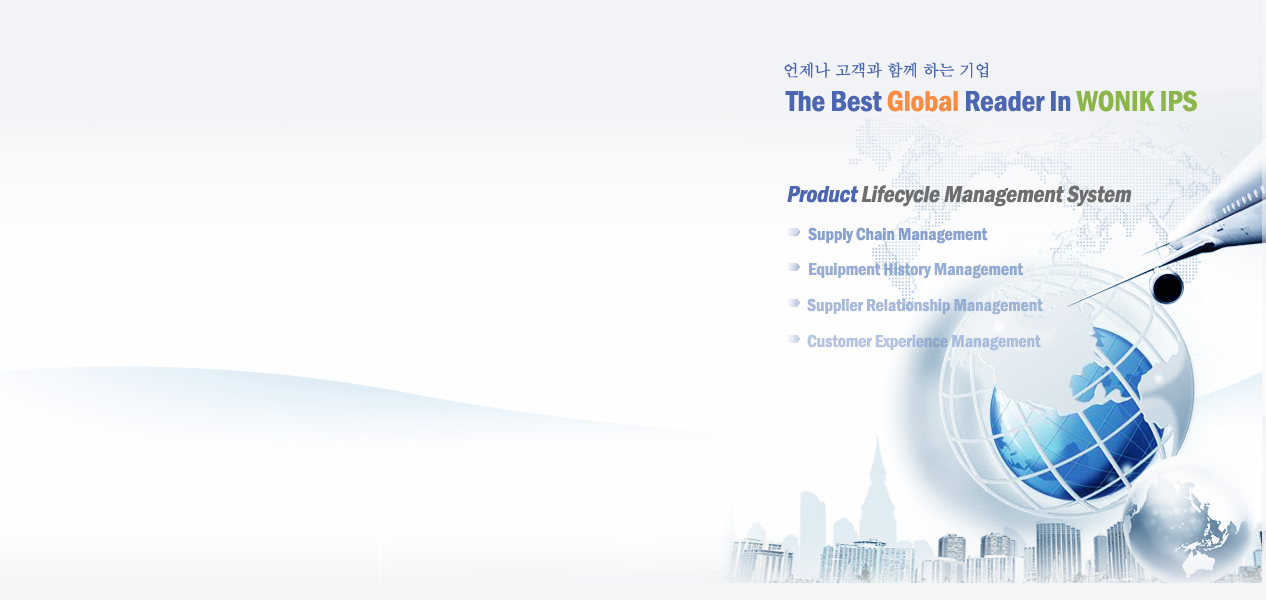 언제나 고객과 함께 하는 기업
The Best Global Reader In WONIK IPS
Product Lifecycle Management System
Supply Chain Management
Equipment History Management
Supplier Relationship Management
Customer Experience Management